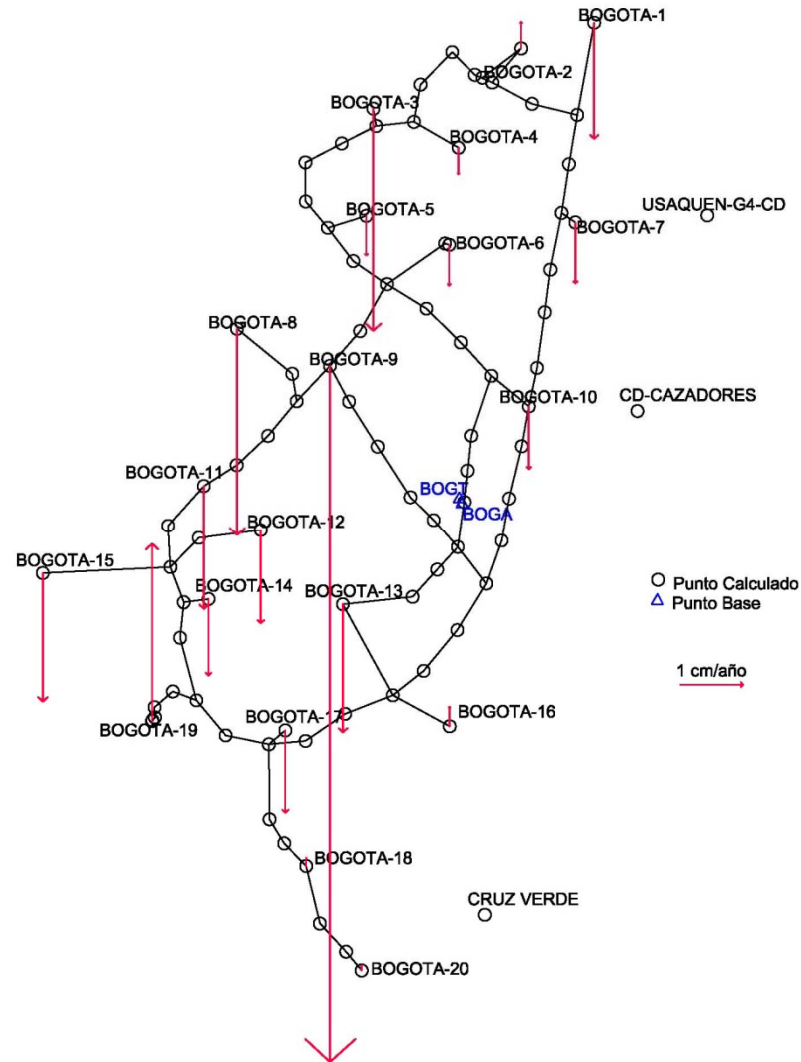 BOGOTA-1
BOGOTA-2
BOGOTA-3
BOGOTA-4
BOGOTA-5
USAQUEN-G4-CD
BOGOTA-7
BOGOTA-6
BOGOTA-8
BOGOTA-9
CD-CAZADORES
BOGOTA-10
BOGOTA-11
BOGT
BOGA
BOGOTA-12
BOGOTA-15
BOGOTA-14
BOGOTA-13
Punto Calculado
Punto Base
1 cm/año
BOGOTA-16
BOGOTA-17
BOGOTA-19
BOGOTA-18
CRUZ VERDE
BOGOTA-20